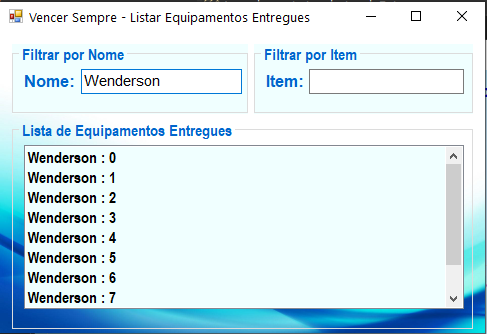 Vencer Sempre - Listar Equipamentos Entregues
Filtrar por Nome
Nome: Wenderson
Filtrar por Item
Item:
Lista de Equipamentos Entregues
Wenderson : 0
Wenderson : 1
Wenderson : 2
Wenderson : 3
Wenderson : 4
Wenderson : 5
Wenderson : 6
Wenderson : 7